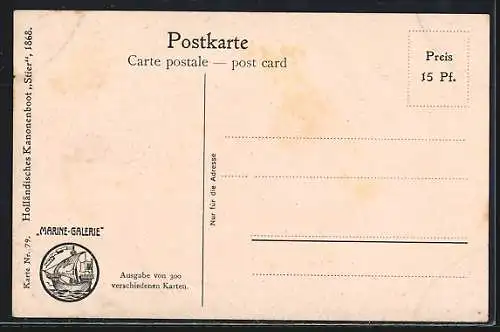 Postkarte
Carte postale — post card
Preis
15 Pf.
Karte Nr. 79. Holländisches Kanonenboot „Stier“, 1868.
Nur für die Adresse
„MARINE-GALERIE“
Ausgabe von 300
verschiedenen Karten.